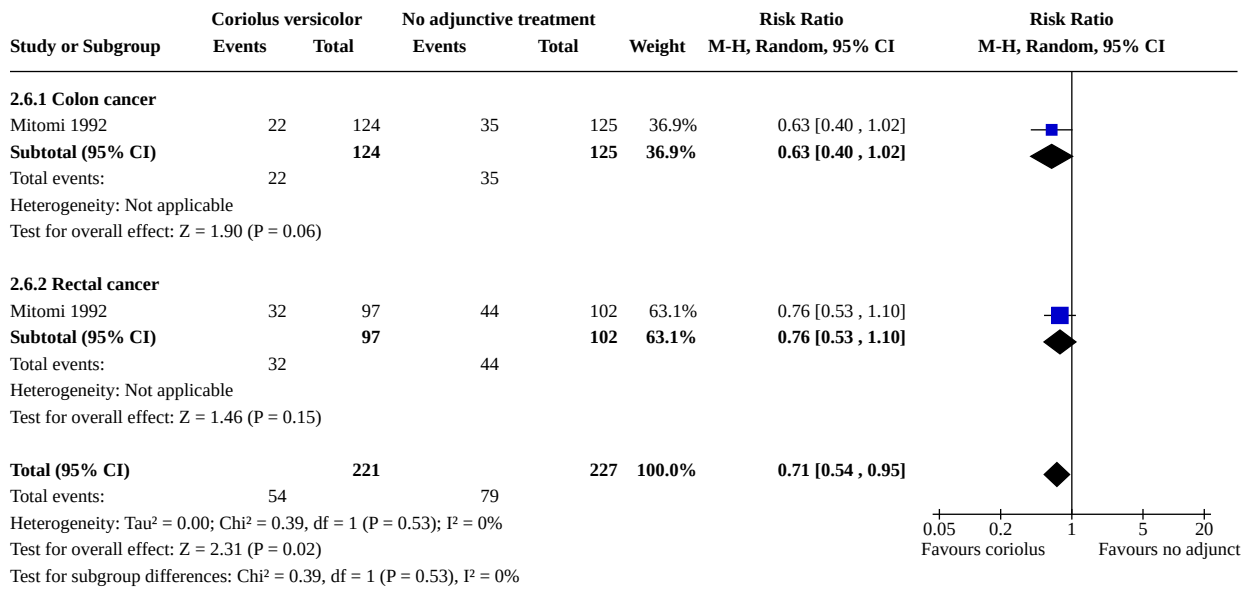 Coriolus versicolor No adjunctive treatment Risk Ratio Risk Ratio
Study or Subgroup Events Total Events Total Weight M-H, Random, 95% CI M-H, Random, 95% CI
2.6.1 Colon cancer
Mitomi 1992 22 124 35 125 36.9% 0.63 [0.40 , 1.02]
Subtotal (95% CI) 124 125 36.9% 0.63 [0.40 , 1.02]
Total events: 22 35
Heterogeneity: Not applicable
Test for overall effect: Z = 1.90 (P = 0.06)
2.6.2 Rectal cancer
Mitomi 1992 32 97 44 102 63.1% 0.76 [0.53 , 1.10]
Subtotal (95% CI) 97 102 63.1% 0.76 [0.53 , 1.10]
Total events: 32 44
Heterogeneity: Not applicable
Test for overall effect: Z = 1.46 (P = 0.15)
Total (95% CI) 221 227 100.0% 0.71 [0.54 , 0.95]
Total events: 54 79
Heterogeneity: Tau² = 0.00; Chi² = 0.39, df = 1 (P = 0.53); I² = 0%
0.05 0.2 1 5 20
Test for overall effect: Z = 2.31 (P = 0.02)
Favours coriolus Favours no adjunct
Test for subgroup differences: Chi² = 0.39, df = 1 (P = 0.53), I² = 0%